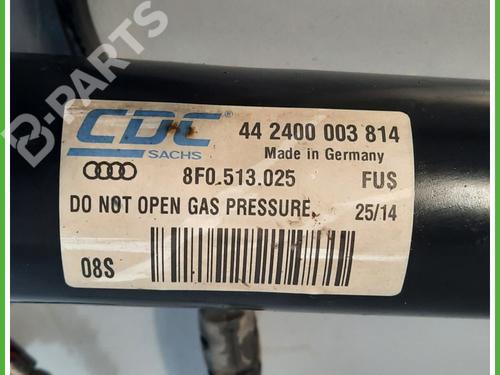 B-PARTS
CDC®
SACHS
44 2400 003 814
Made in Germany
8F0.513.025 FU$
DO NOT OPEN GAS PRESSURE. 25/14
08S